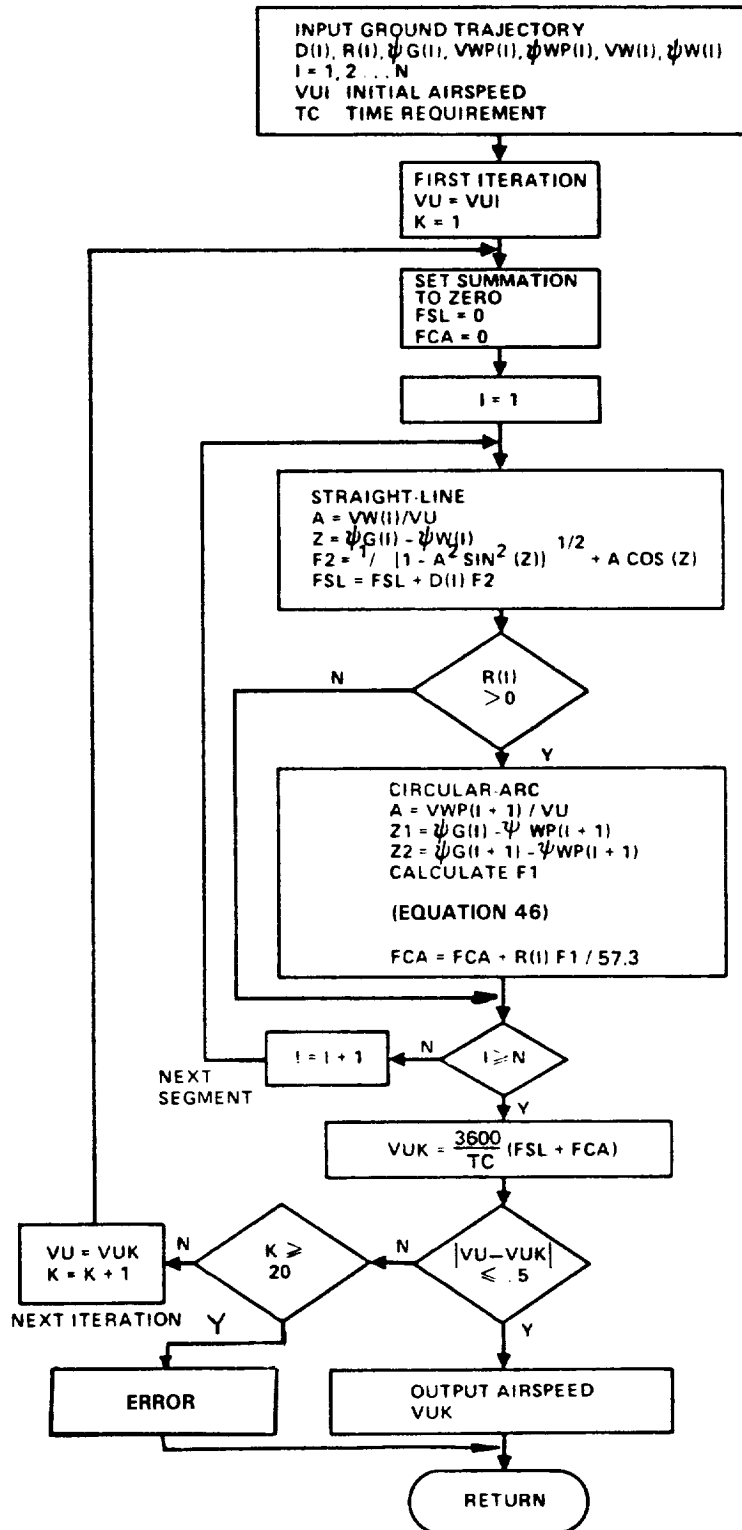 INPUT GROUND TRAJECTORY
D(I), R(I), ψG(I), VWP(I), ψWP(I), VW(I), ψW(I)
I = 1, 2 . . . N
VUI INITIAL AIRSPEED
TC TIME REQUIREMENT
FIRST ITERATION
VU = VUI
K = 1
SET SUMMATION
TO ZERO
FSL = 0
FCA = 0
I = 1
STRAIGHT-LINE
A = VW(I)/VU
Z = ψG(I) - ψW(I)
F2 = 1/ [1 - A² SIN² (Z)] 1/2 + A COS (Z)
FSL = FSL + D(I) F2
R(I)
>0
N
Y
CIRCULAR-ARC
A = VWP(I + 1) / VU
Z1 = ψG(I) - ψ WP(I + 1)
Z2 = ψG(I + 1) - ψWP(I + 1)
CALCULATE F1
(EQUATION 46)
FCA = FCA + R(I) F1 / 57.3
I ≥ N
N
I = I + 1
NEXT
SEGMENT
Y
VUK = 3600/TC (FSL + FCA)
|VU-VUK|
≤ .5
N
K ≥
20
N
VU = VUK
K = K + 1
NEXT ITERATION
Y
Y
ERROR
OUTPUT AIRSPEED
VUK
RETURN